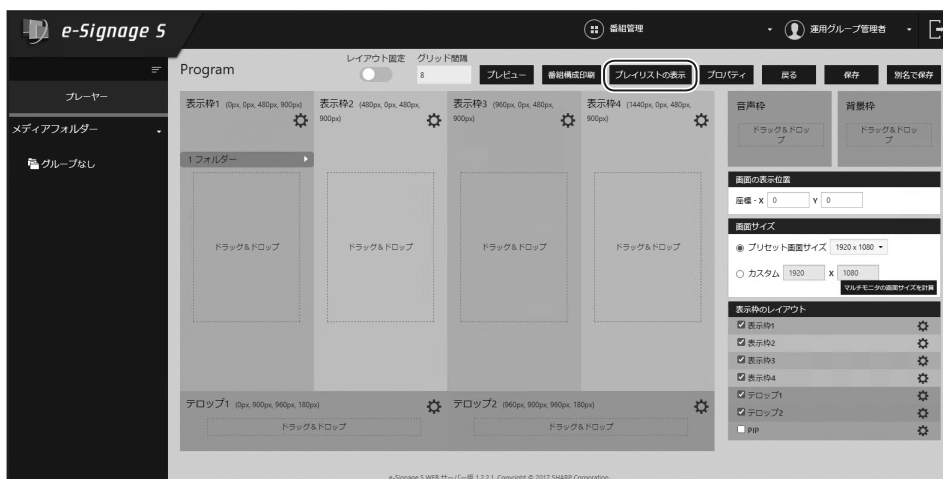 e-Signage S
番組管理
運用グループ管理者
プレーヤー
メディアフォルダー
グループなし
Program
レイアウト固定
グリッド間隔
8
プレビュー
番組構成印刷
プレイリストの表示
プロパティ
戻る
保存
別名で保存
表示枠1 (0px, 0px, 480px, 900px)
1 フォルダー
ドラッグ&ドロップ
表示枠2 (480px, 0px, 480px,
900px)
ドラッグ&ドロップ
表示枠3 (960px, 0px, 480px,
900px)
ドラッグ&ドロップ
表示枠4 (1440px, 0px, 480px,
900px)
ドラッグ&ドロップ
テロップ1 (0px, 900px, 960px, 180px)
ドラッグ&ドロップ
テロップ2 (960px, 900px, 960px, 180px)
ドラッグ&ドロップ
音声枠
ドラッグ&ドロッ
プ
背景枠
ドラッグ&ドロッ
プ
画面の表示位置
座標 - X 0 Y 0
画面サイズ
プリセット画面サイズ 1920 x 1080
カスタム 1920 X 1080
マルチモニタの画面サイズを計算
表示枠のレイアウト
表示枠1
表示枠2
表示枠3
表示枠4
テロップ1
テロップ2
PIP
e-Signage S WEB サーバー版 1.2.2.1, Copyright © 2017 SHARP Corporation